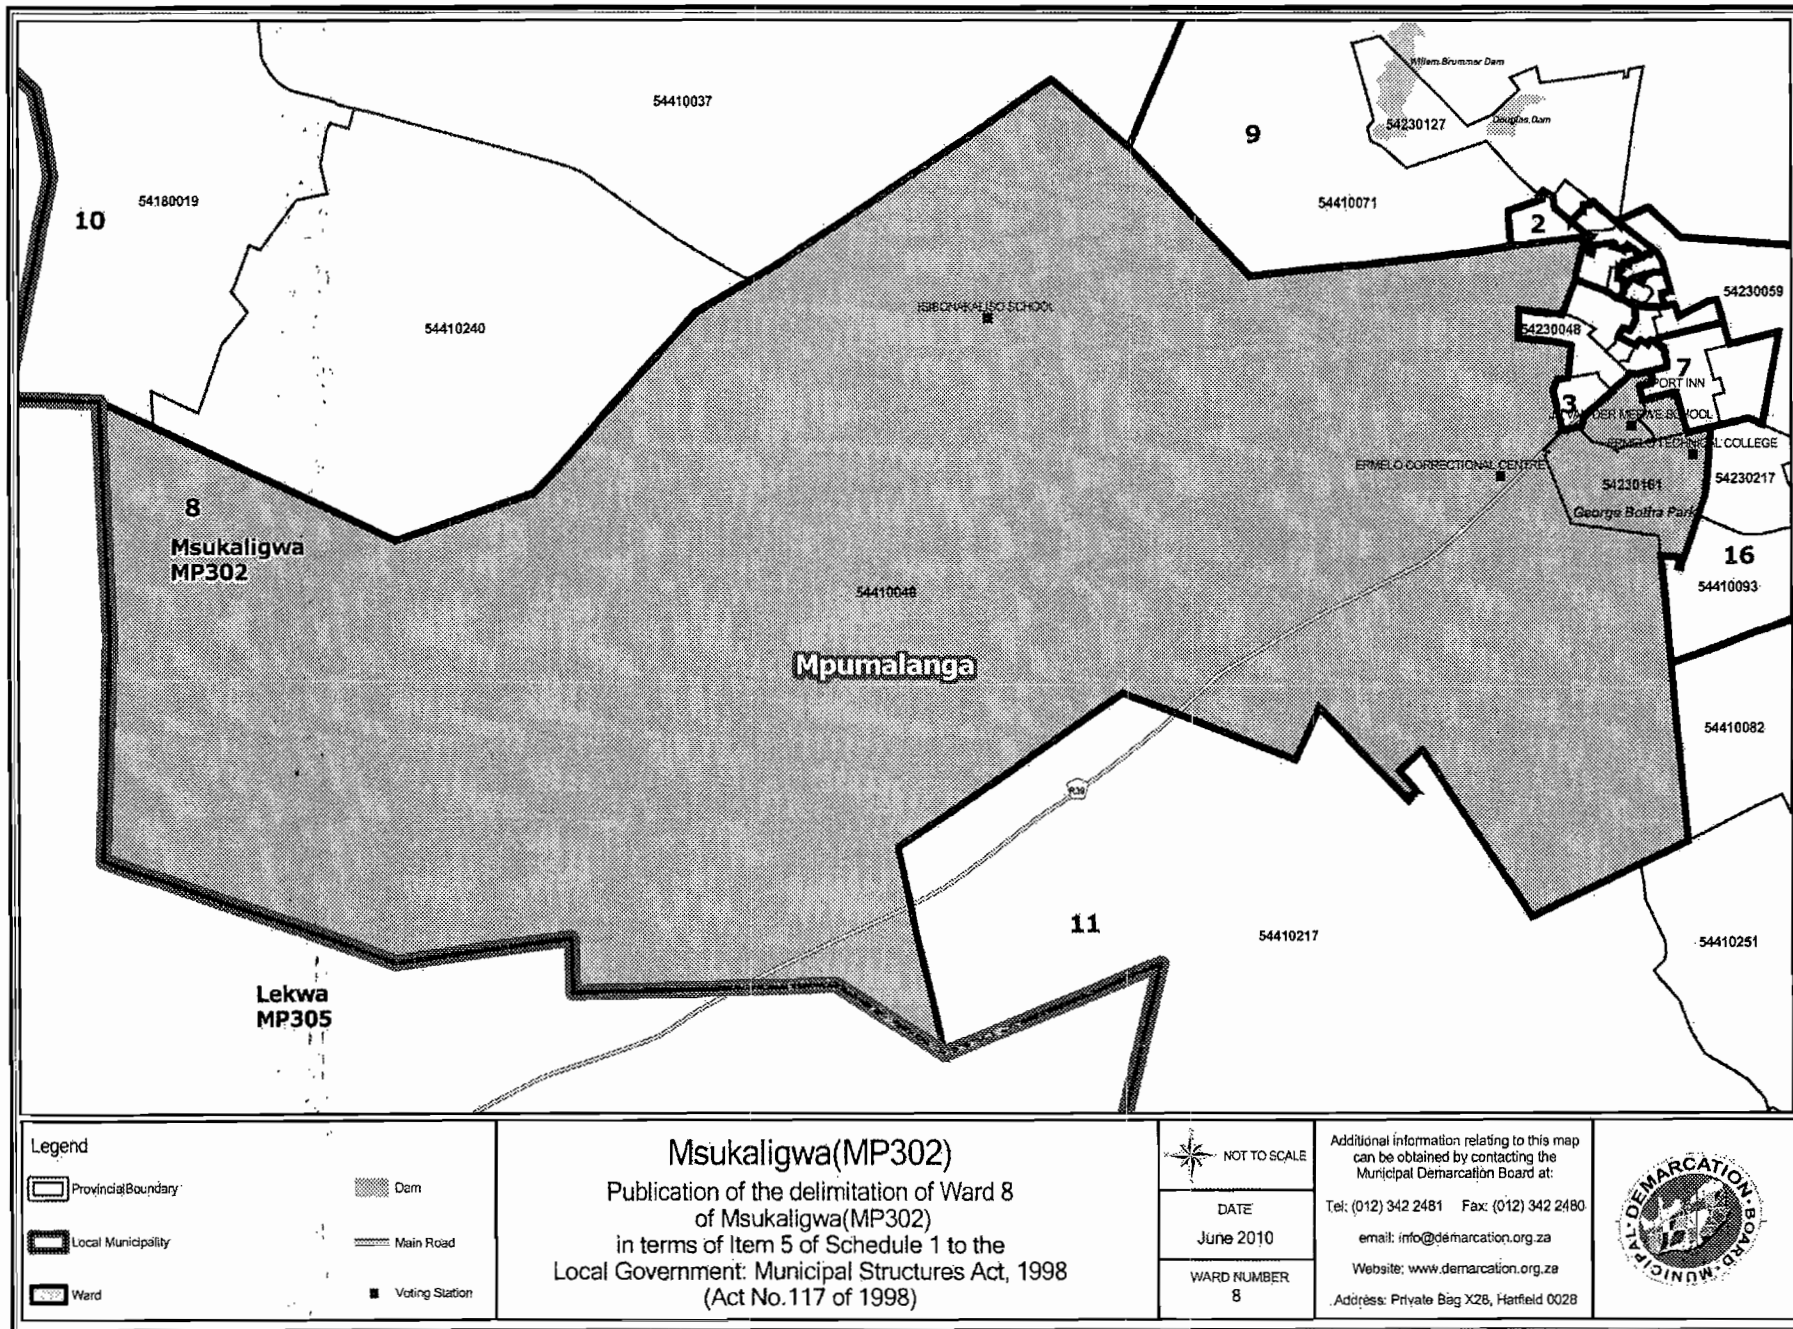 54410037
Willem Brummer Dam
Douglas Dam
54230127
9
54180019
10
54410071
2
54230059
ISIBONAKALISO SCHOOL
54410240
54230048
7
PORT INN
3
VAN DER MERWE SCHOOL
ERMELO TECHNICAL COLLEGE
ERMELO CORRECTIONAL CENTRE
54230161
54230217
George Botha Park
8
Msukaligwa
MP302
16
54410093
54410048
Mpumalanga
54410082
R39
11
54410217
54410251
Lekwa
MP305
Legend
Provincial Boundary
Local Municipality
Ward
Dam
Main Road
Voting Station
Msukaligwa(MP302)
Publication of the delimitation of Ward 8
of Msukaligwa(MP302)
in terms of Item 5 of Schedule 1 to the
Local Government: Municipal Structures Act, 1998
(Act No.117 of 1998)
NOT TO SCALE
DATE
June 2010
WARD NUMBER
8
Additional information relating to this map
can be obtained by contacting the
Municipal Demarcation Board at:
Tel: (012) 342 2481 Fax: (012) 342 2480
email: info@demarcation.org.za
Website: www.demarcation.org.za
Address: Private Bag X28, Hatfield 0028
MUNICIPAL DEMARCATION BOARD